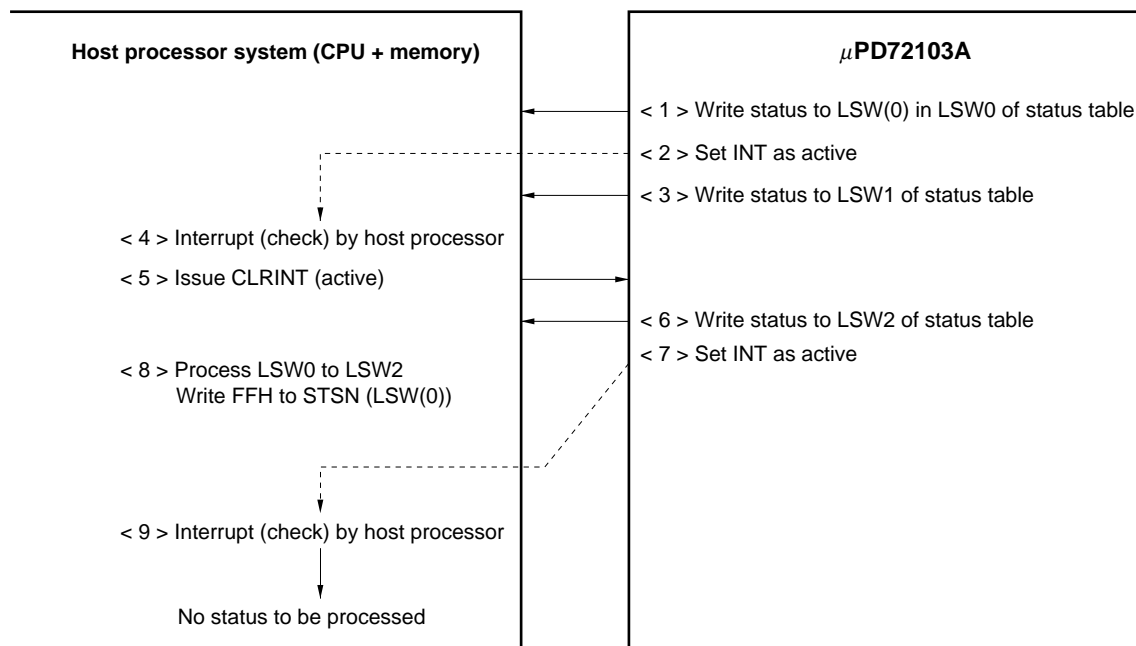 Host processor system (CPU + memory)
μPD72103A
< 1 > Write status to LSW(0) in LSW0 of status table
< 2 > Set INT as active
< 3 > Write status to LSW1 of status table
< 4 > Interrupt (check) by host processor
< 5 > Issue CLRINT (active)
< 6 > Write status to LSW2 of status table
< 7 > Set INT as active
< 8 > Process LSW0 to LSW2
Write FFH to STSN (LSW(0))
< 9 > Interrupt (check) by host processor
No status to be processed